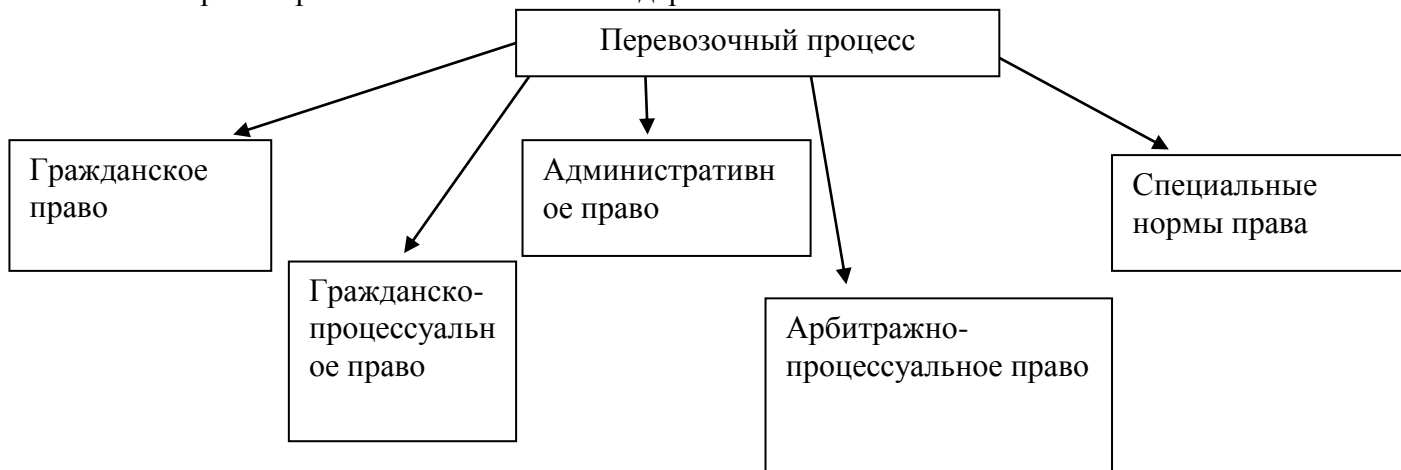 Перевозочный процесс
Гражданское
право
Административн
ое право
Специальные
нормы права
Гражданско-
процессуальн
ое право
Арбитражно-
процессуальное право